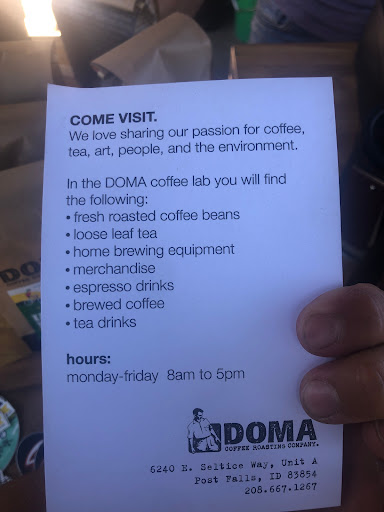 COME VISIT.
We love sharing our passion for coffee,
tea, art, people, and the environment.
In the DOMA coffee lab you will find
the following:
• fresh roasted coffee beans
• loose leaf tea
• home brewing equipment
• merchandise
• espresso drinks
• brewed coffee
• tea drinks
hours:
monday-friday 8am to 5pm
DOMA
COFFEE ROASTING COMPANY.
6240 E. Seltice Way, Unit A
Post Falls, ID 83854
208.667.1267
DO